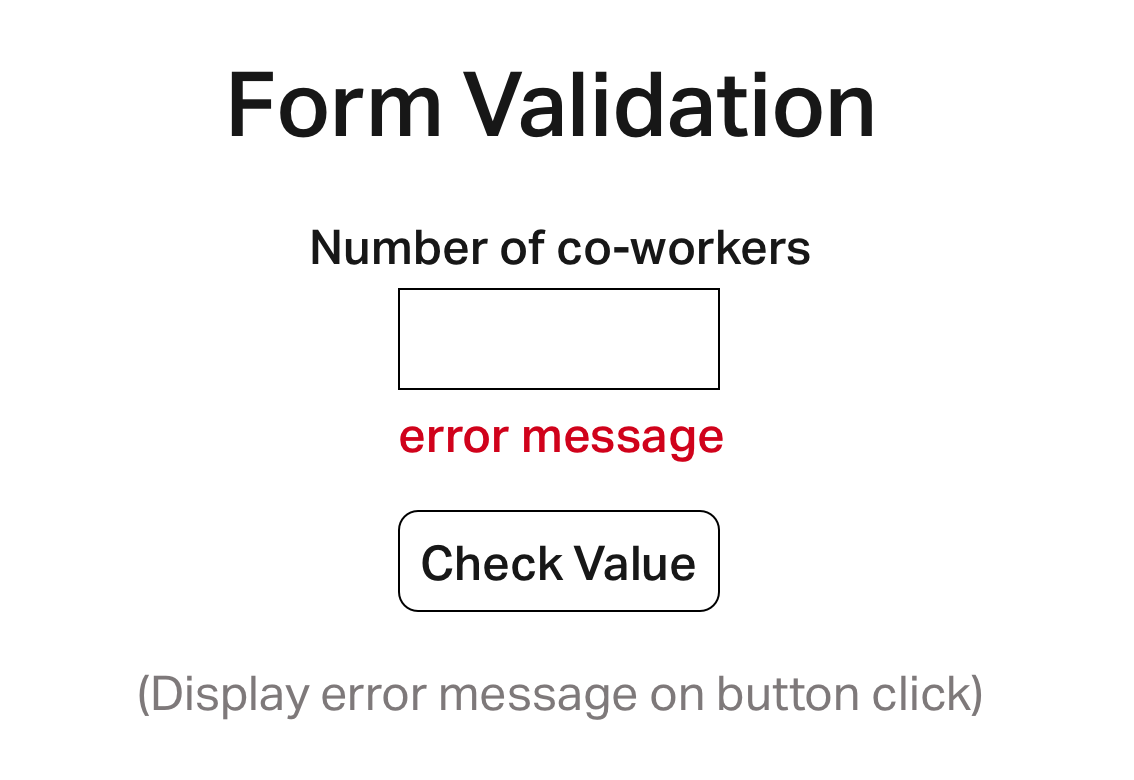 Form Validation
Number of co-workers
error message
Check Value
(Display error message on button click)